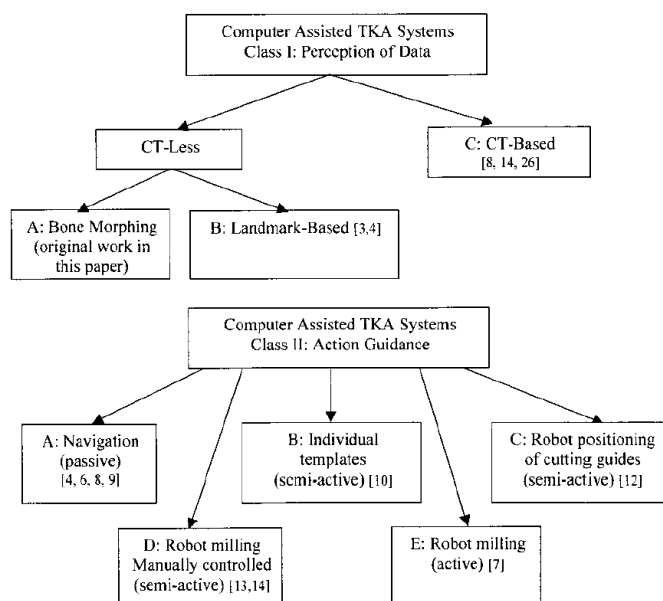 Computer Assisted TKA Systems
Class I: Perception of Data
CT-Less
C: CT-Based
[8, 14, 26]
A: Bone Morphing
(original work in
this paper)
B: Landmark-Based [3,4]
Computer Assisted TKA Systems
Class II: Action Guidance
A: Navigation
(passive)
[4, 6, 8, 9]
B: Individual
templates
(semi-active) [10]
C: Robot positioning
of cutting guides
(semi-active) [12]
D: Robot milling
Manually controlled
(semi-active) [13,14]
E: Robot milling
(active) [7]